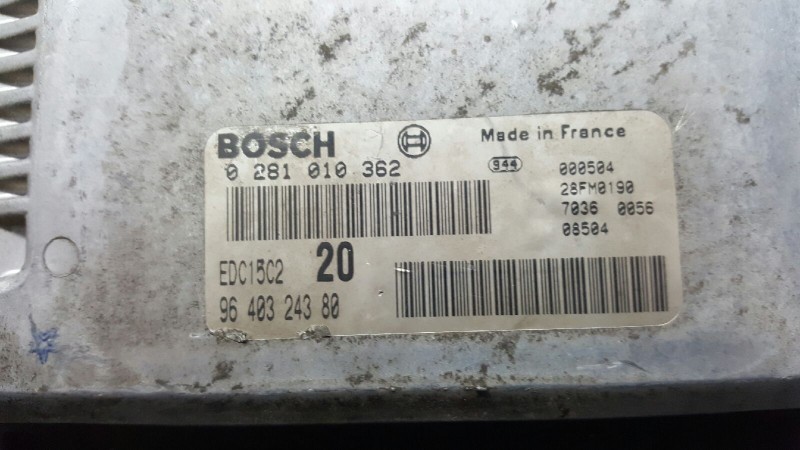 BOSCH
Made in France
0 281 010 362
944
000504
28FM0190
7036 0056
08504
EDC15C2 20
96 403 243 80